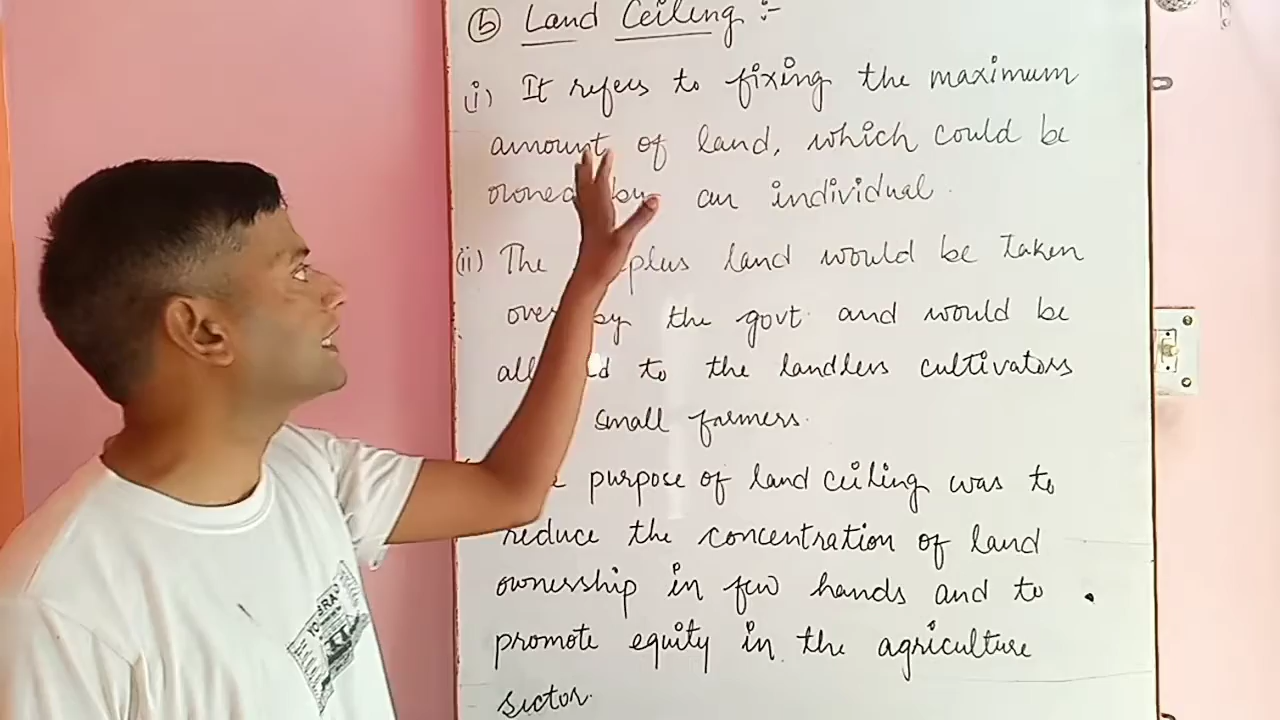 ⓑ Land Ceiling :-
(i) It refers to fixing the maximum
amount of land, which could be
owned by an individual.
(ii) The plus land would be taken
over by the govt. and would be
to the landless cultivators
small farmers.
purpose of land ceiling was to
reduce the concentration of land
ownership in few hands and to
promote equity in the agriculture
sector.